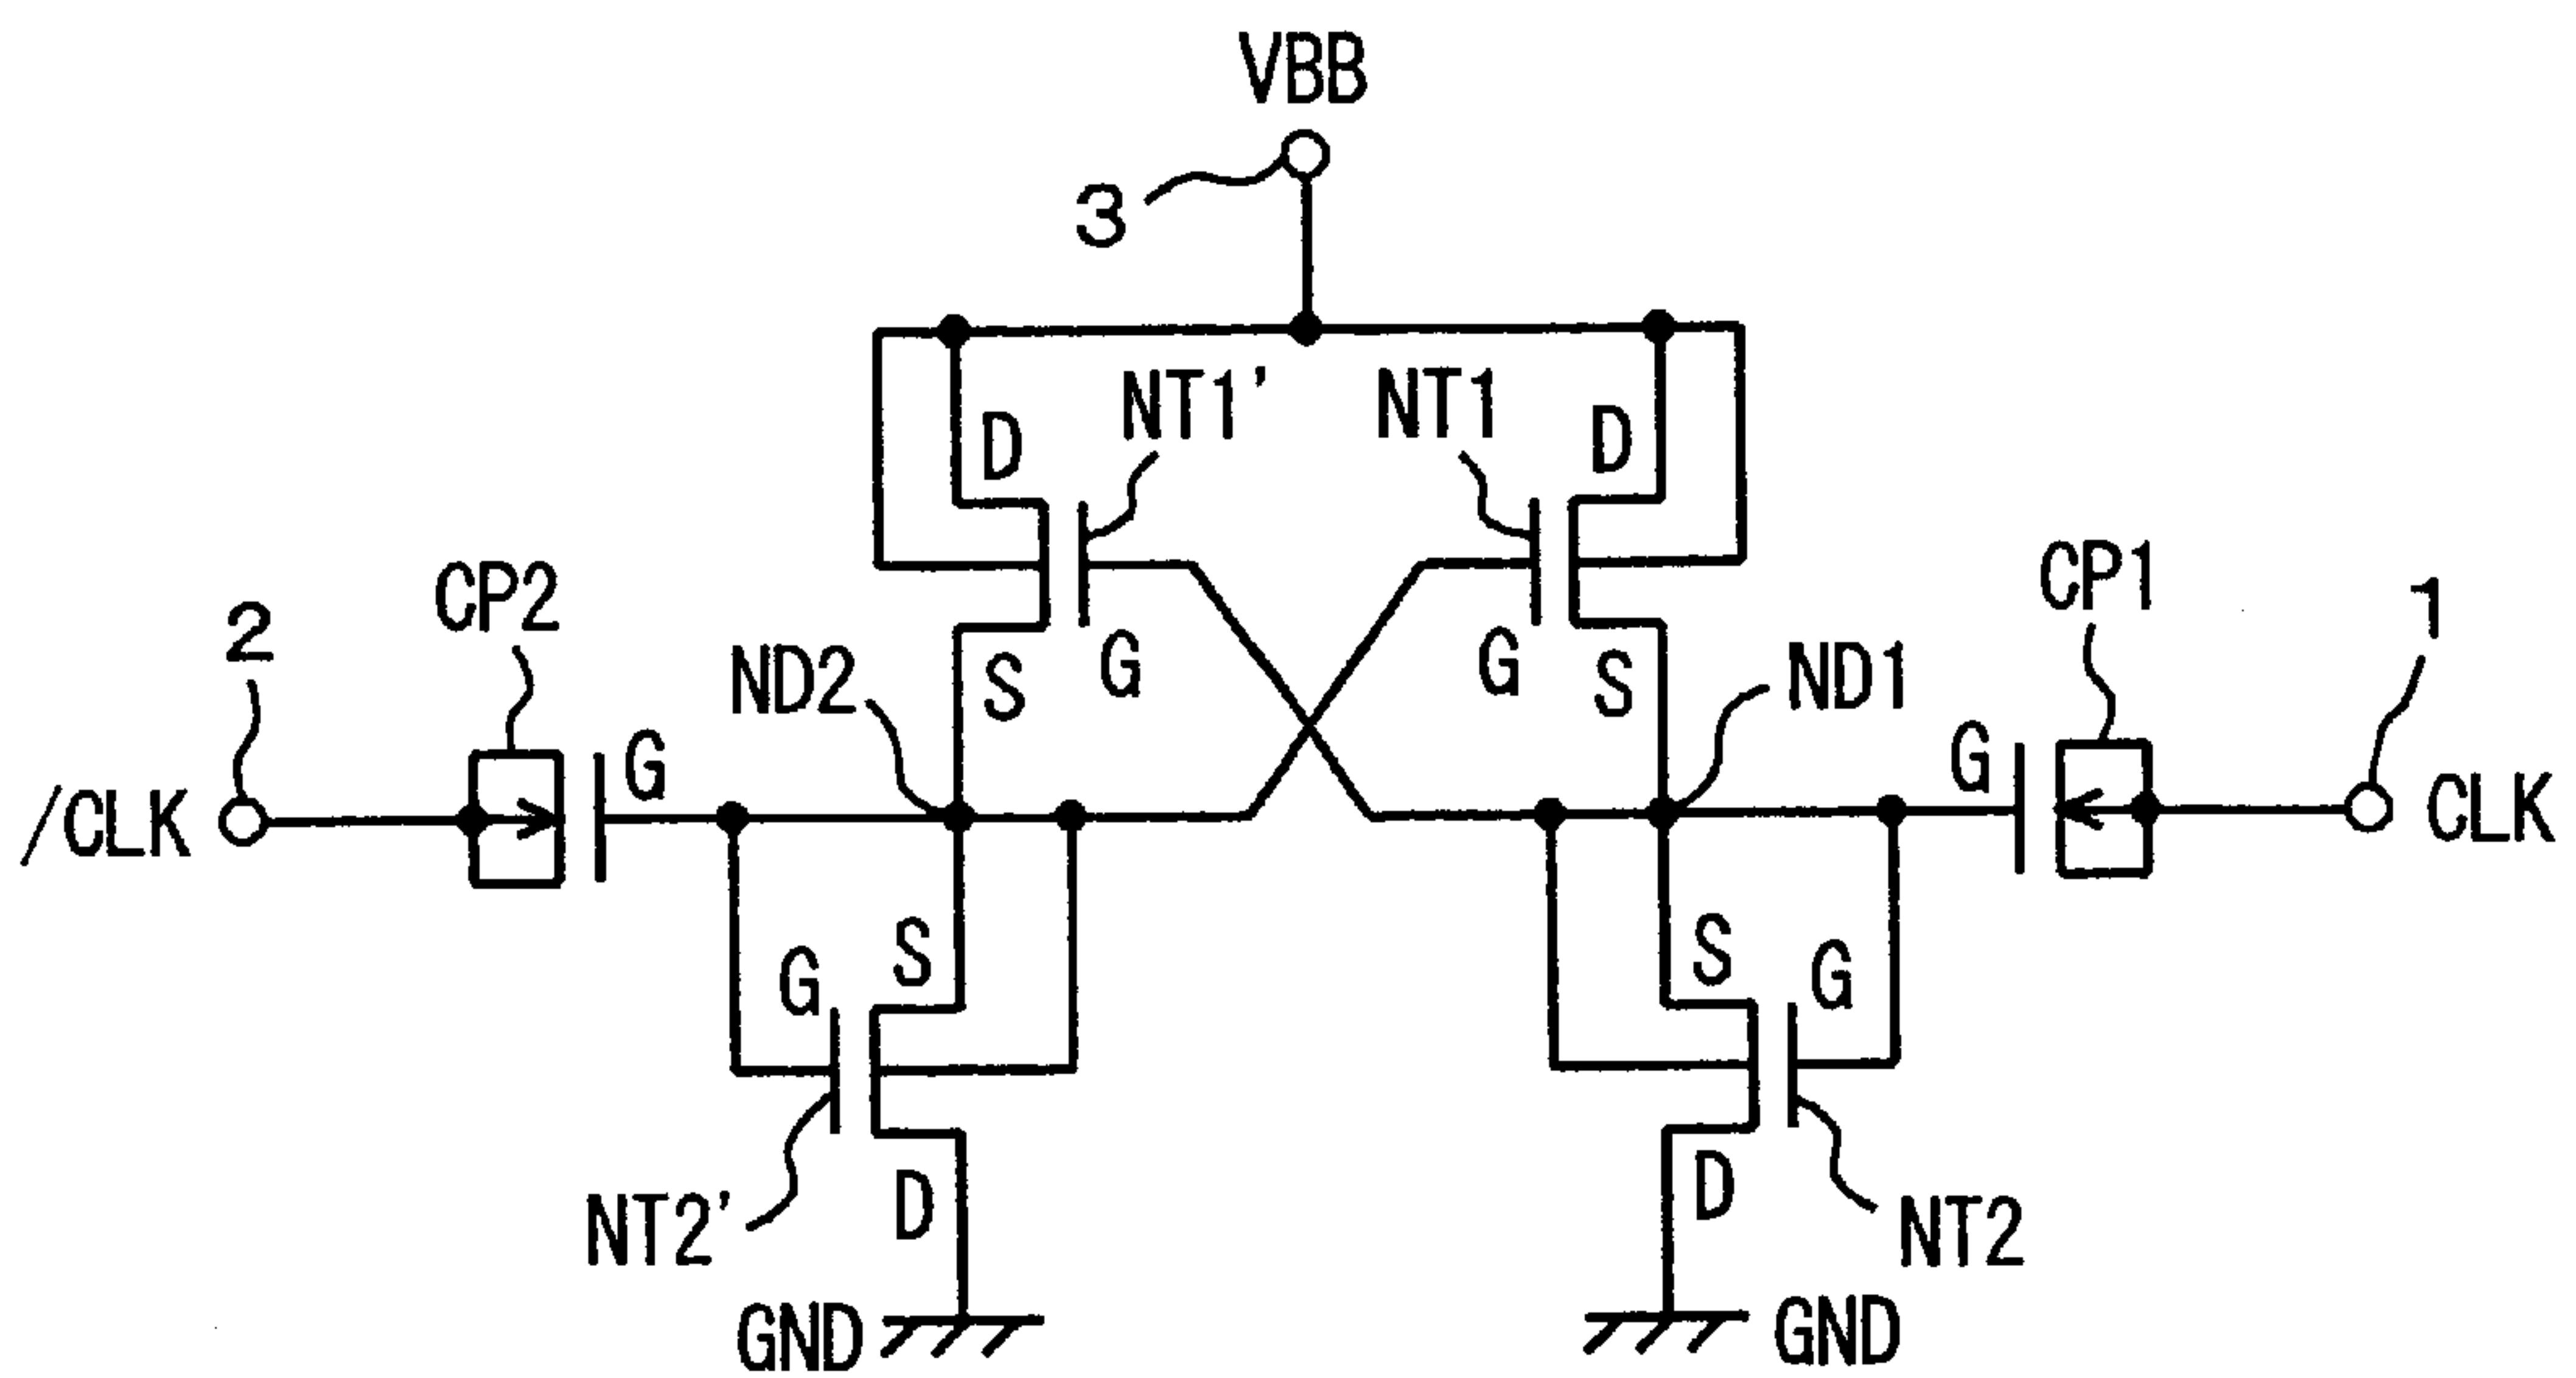 VBB
3
NT1' NT1
D D
CP2 CP1
2 1
ND2 S G G S ND1
G G
/CLK CLK
G S S G
NT2' D D NT2
GND GND